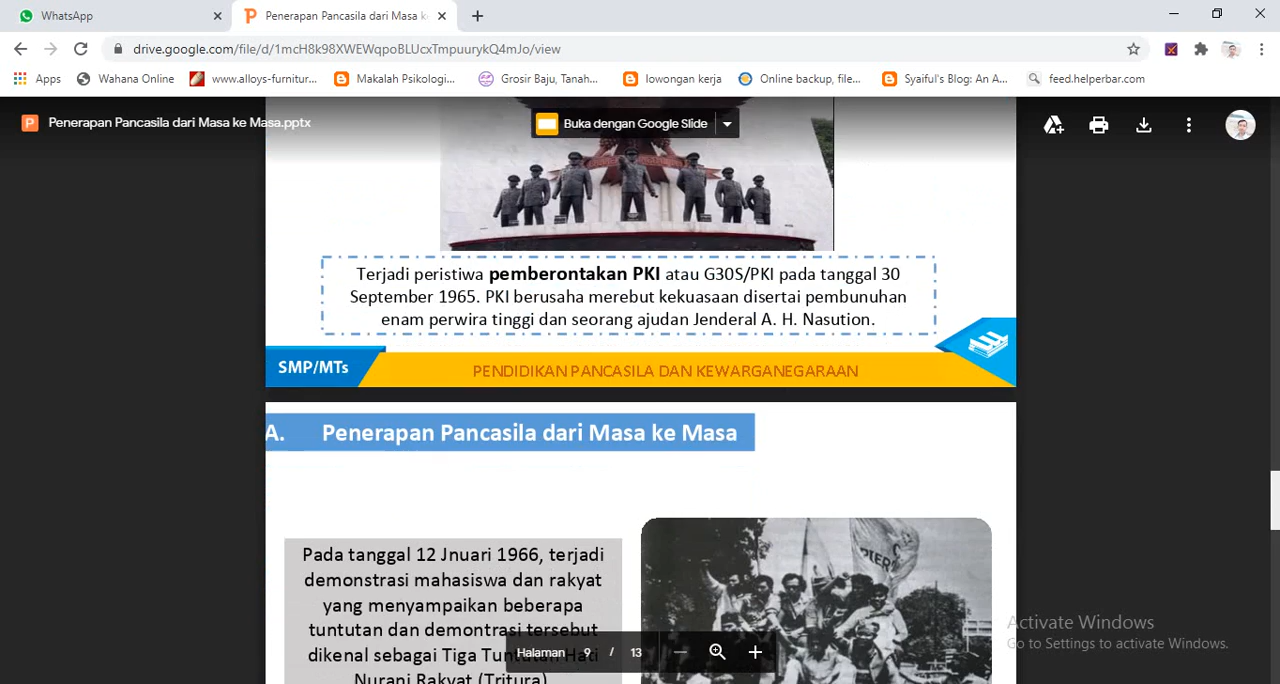 WhatsApp
Penerapan Pancasila dari Masa k
drive.google.com/file/d/1mcH8k98XWEWqpoBLUcxTmpuurykQ4mJo/view
Apps
Wahana Online
www.alloys-furnitur...
Makalah Psikologi...
Grosir Baju, Tanah...
lowongan kerj
Online backup, file...
Syaiful's Blog: An A...
feed.helperbar.com
P Penerapan Pancasila dari Masa ke Masa.pptx
Buka dengan Google Slide
Terjadi peristiwa pemberontakan PKI atau G30S/PKI pada tanggal 30
September 1965. PKI berusaha merebut kekuasaan disertai pembunuhan
enam perwira tinggi dan seorang ajudan Jenderal A. H. Nasution.
SMP/MTs
PENDIDIKAN PANCASILA DAN KEWARGANEGARAAN
A. Penerapan Pancasila dari Masa ke Masa
Pada tanggal 12 Jnuari 1966, terjadi
demonstrasi mahasiswa dan rakyat
yang menyampaikan beberapa
tuntutan dan demontrasi tersebut
dikenal sebagai Tiga Tuntutan Hati
Nurani Rakyat (Tritura)
Halaman 9 / 13
Activate Windows
Go to Settings to activate Windows.